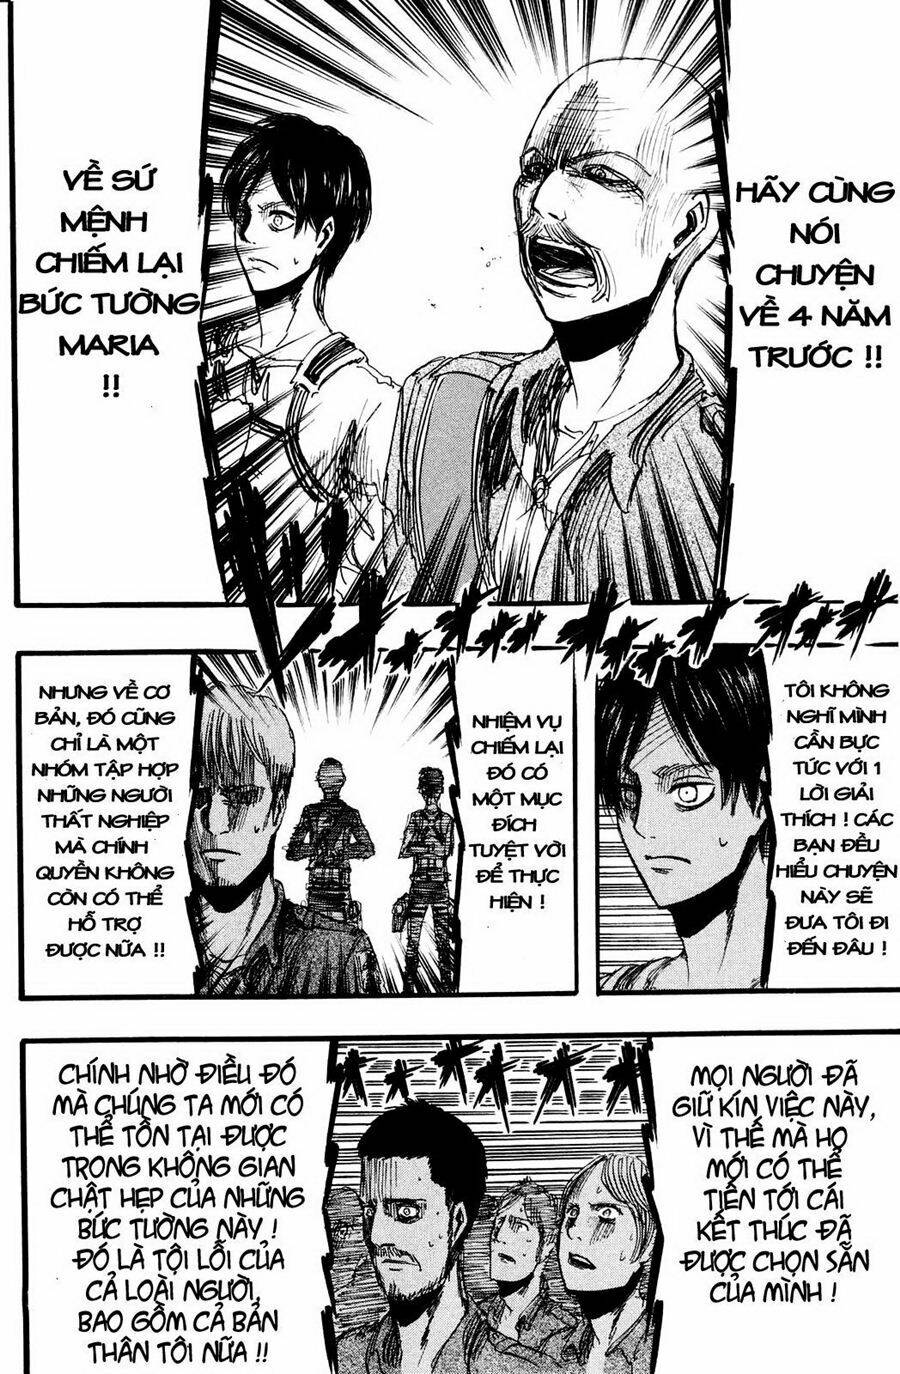 HÃY CÙNG
NÓI
CHUYỆN
VỀ 4 NĂM
TRƯỚC !!
VỀ SỨ
MỆNH
CHIẾM LẠI
BỨC TƯỜNG
MARIA
!!
TÔI KHÔNG
NGHĨ MÌNH
CẦN BỰC
TỨC VỚI 1
LỜI GIẢI
THÍCH ! CÁC
BẠN ĐỀU
HIỂU CHUYỆN
NÀY SẼ
ĐƯA TÔI ĐI
ĐẾN ĐÂU !
NHIỆM VỤ
CHIẾM LẠI
ĐÓ CÓ
MỘT MỤC
ĐÍCH
TUYỆT VỜI
ĐỂ THỰC
HIỆN !
NHƯNG VỀ CƠ
BẢN, ĐÓ CŨNG
CHỈ LÀ MỘT
NHÓM TẬP HỢP
NHỮNG NGƯỜI
THẤT NGHIỆP
MÀ CHÍNH
QUYỀN KHÔNG
CÒN CÓ THỂ
HỖ TRỢ
ĐƯỢC NỮA !!
MỌI NGƯỜI ĐÃ
GIỮ KÍN VIỆC NÀY,
VÌ THẾ MÀ HỌ
MỚI CÓ THỂ
TIẾN TỚI CÁI
KẾT THÚC ĐÃ
ĐƯỢC CHỌN SẴN
CỦA MÌNH !
CHÍNH NHỜ ĐIỀU ĐÓ
MÀ CHÚNG TA MỚI CÓ
THỂ TỒN TẠI ĐƯỢC
TRONG KHÔNG GIAN
CHẬT HẸP CỦA NHỮNG
BỨC TƯỜNG NÀY !
ĐÓ LÀ TỘI LỖI CỦA
CẢ LOÀI NGƯỜI,
BAO GỒM CẢ BẢN
THÂN TÔI NỮA !!